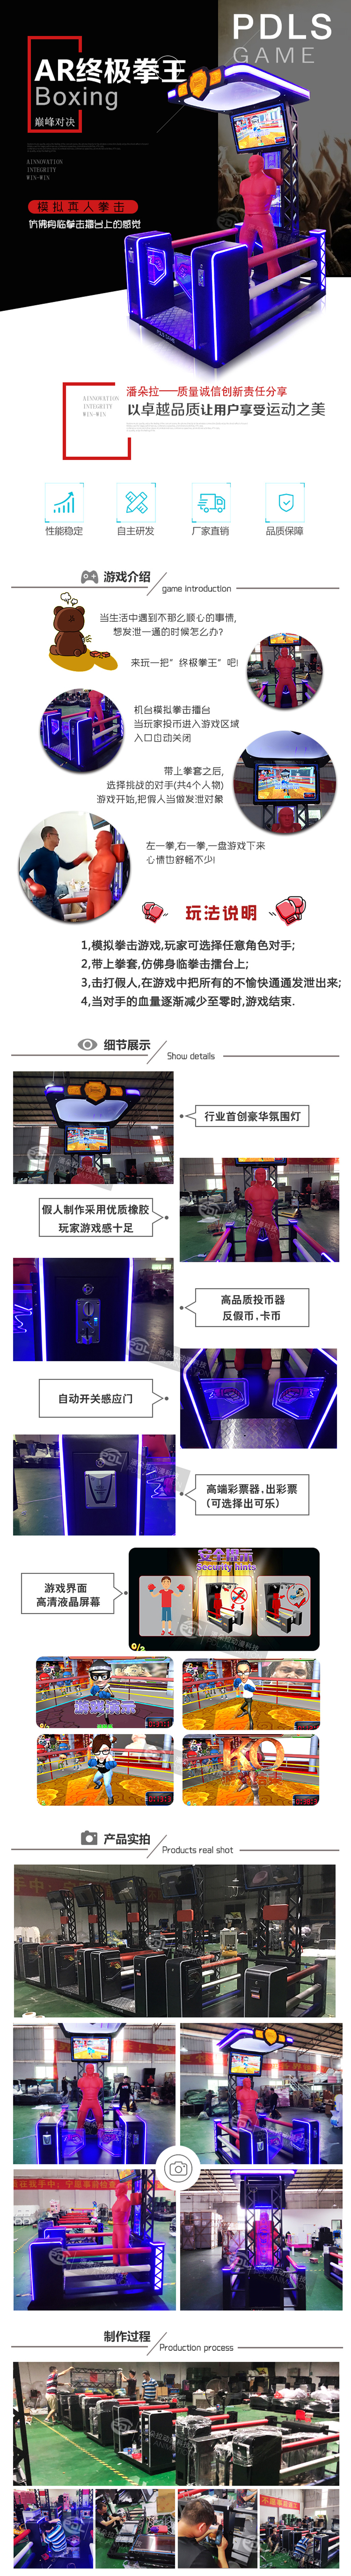 PDLS
GAME
AR终极拳王
Boxing
巅峰对决
AINNOVATION
INTEGRITY
WIN-WIN
模拟真人拳击
仿佛身临拳击擂台上的感觉
AINNOVATION
INTEGRITY
WIN-WIN
潘朵拉一质量诚信创新责任分享
以卓越品质让用户享受运动之美
性能稳定
自主研发
厂家直销
品质保障
游戏介绍
game Introduction
当生活中遇到不那么顺心的事情,
想发泄一通的时候怎么办?
来玩一把”终极拳王”吧!
机台模拟拳击擂台
当玩家投币进入游戏区域
入口自动关闭
带上拳套之后,
选择挑战的对手(共4个人物)
游戏开始,把假人当做发泄对象
左一拳,右一拳,一盘游戏下来
心情也舒畅不少!
玩法说明
1,模拟拳击游戏,玩家可选择任意角色对手;
2,带上拳套,仿佛身临拳击擂台上;
3,击打假人,在游戏中把所有的不愉快通通发泄出来;
4,当对手的血量逐渐减少至零时,游戏结束.
细节展示
Show details
行业首创豪华氛围灯
假人制作采用优质橡胶
玩家游戏感十足
高品质投币器
反假币,卡币
自动开关感应门
高端彩票器,出彩票
(可选择出可乐)
游戏界面
高清液晶屏幕
安全提示
Security hints
产品实拍
Products real shot
制作过程
Production process